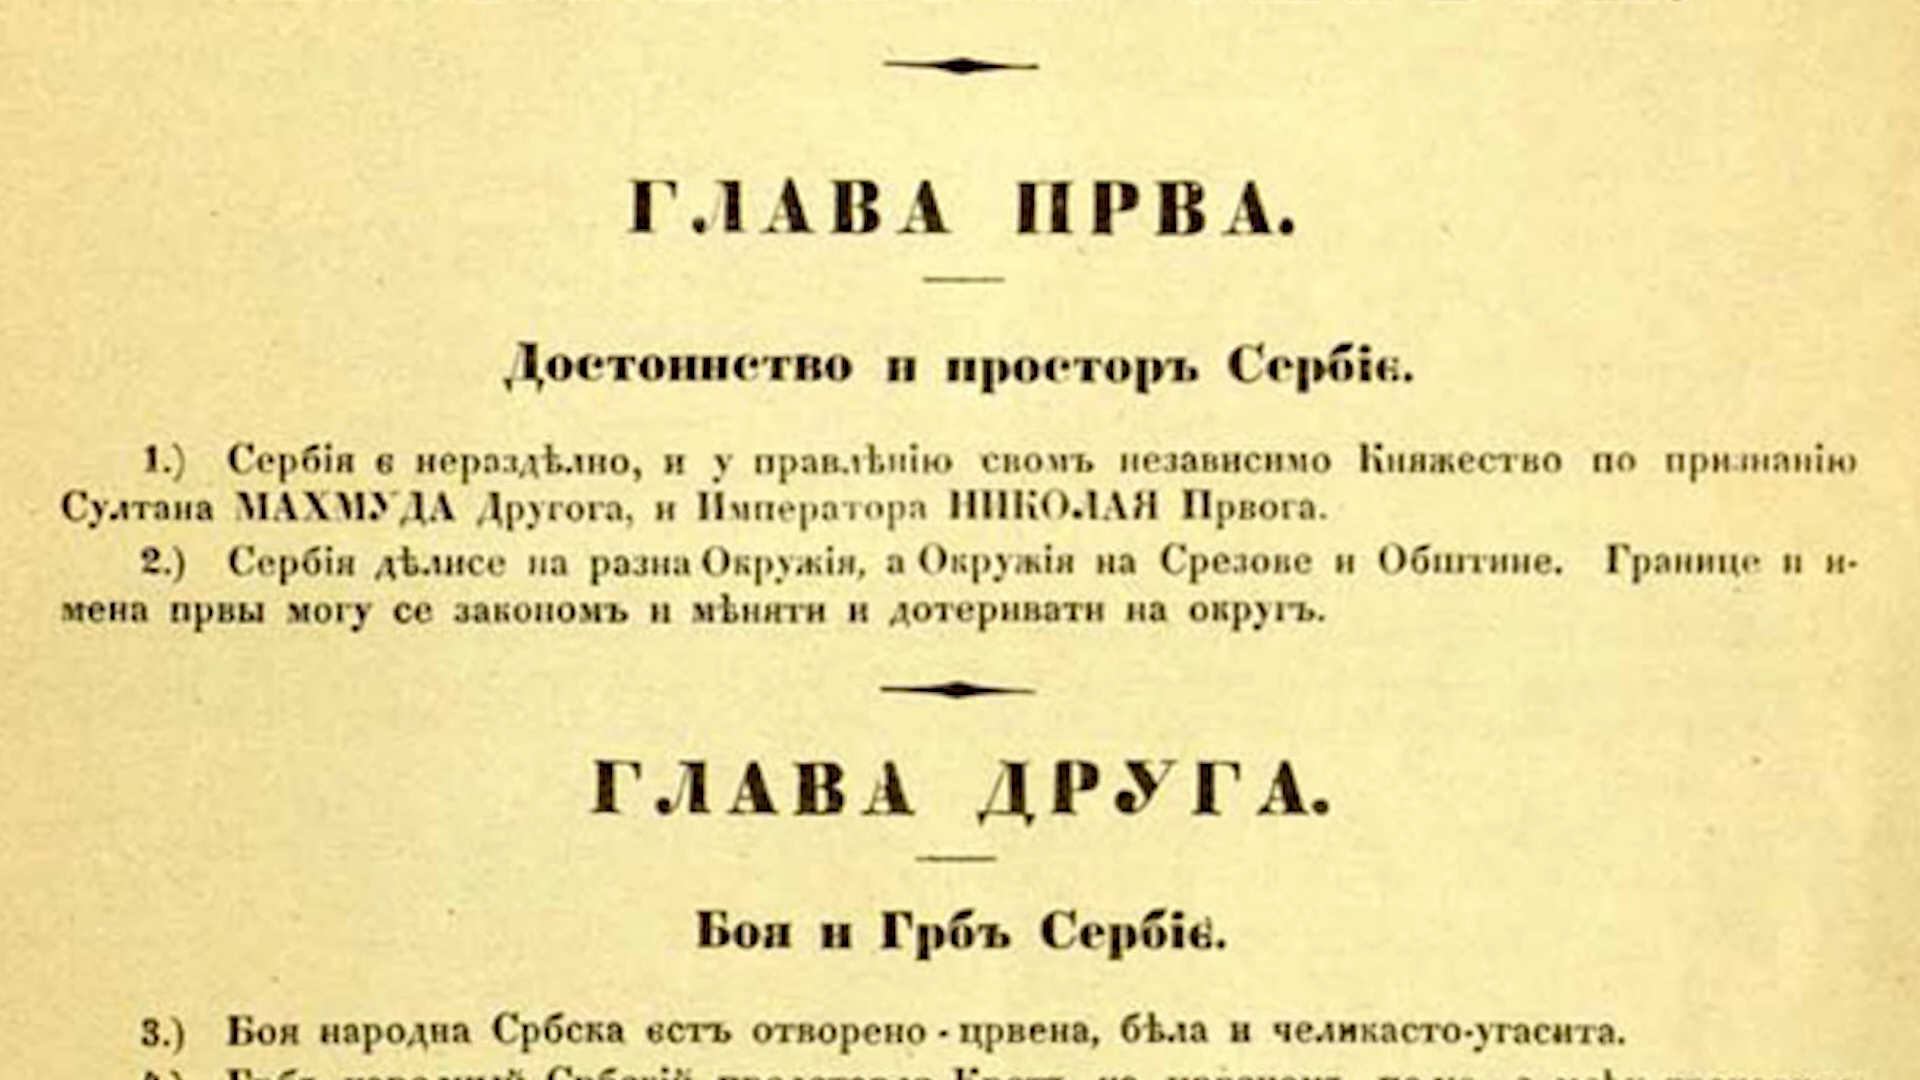 ГЛАВА ПРВА.
Достоинство и просторъ Сербіє.
1.) Сербія є нераздѣлно, и у правлѣнію свомъ независимо Княжество по признанію
Султана МАХМУДА Другога, и Императора НИКОЛАЯ Првога.
2.) Сербія дѣлисе на разна Окружія, а Окружія на Срезове и Обштине. Границе и и-
мена првы могу се закономъ и мѣняти и дотеривати на округъ.
ГЛАВА ДРУГА.
Боя и Грбъ Сербіє.
3.) Боя народна Србска єстъ отворено-црвена, бѣла и челикасто-угасита.